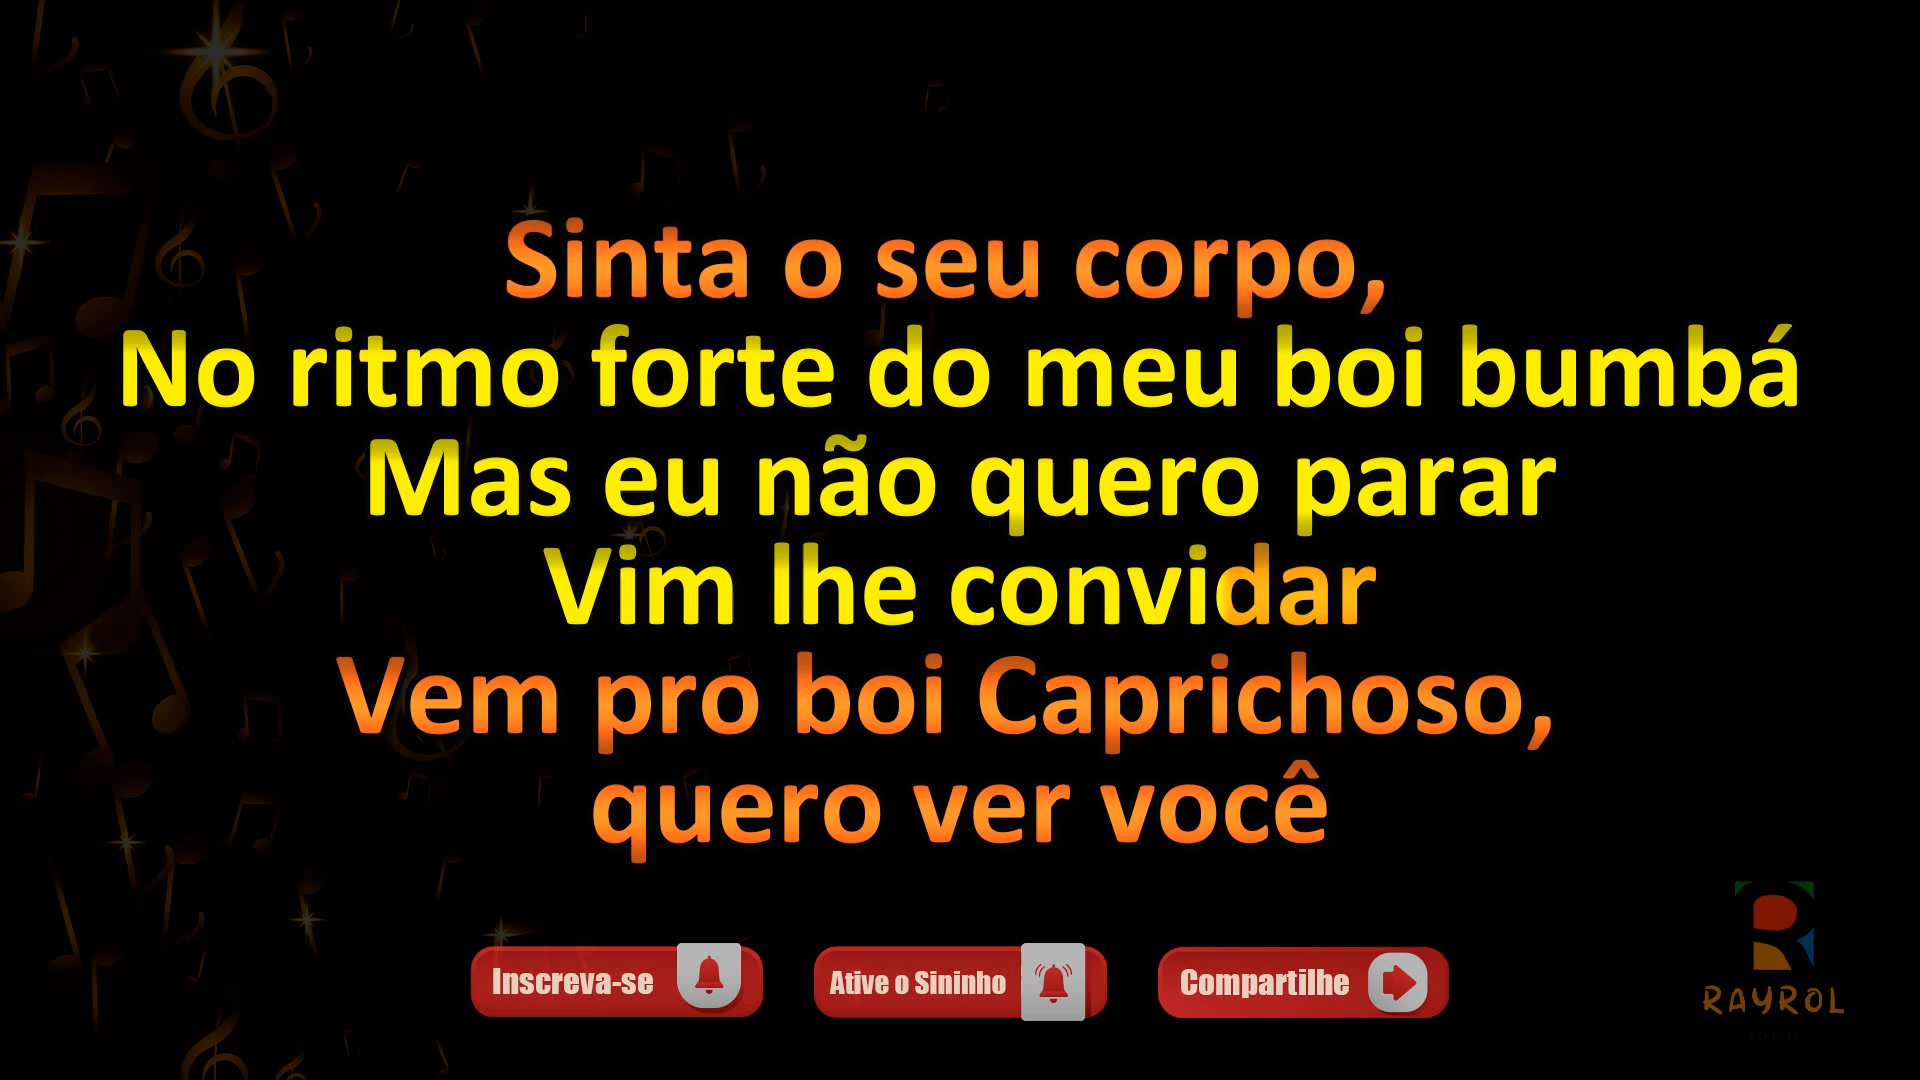 Sinta o seu corpo,
No ritmo forte do meu boi bumbá
Mas eu não quero parar
Vim lhe convidar
Vem pro boi Caprichoso,
quero ver você
Inscreva-se
Ative o Sininho
Compartilhe
RAYROL